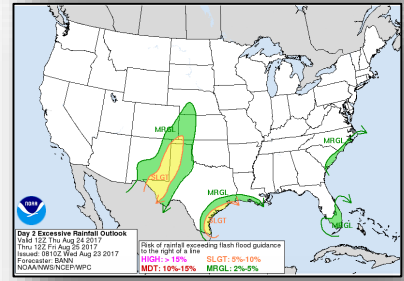 MRGL
SLGT
MRGL
SLGT
MRGL
MRGL
NOAA
Day 2 Excessive Rainfall Outlook
Valid 12Z Thu Aug 24 2017
Thru 12Z Fri Aug 25 2017
Issued: 0810Z Wed Aug 23 2017
Forecaster: BANN
NOAA/NWS/NCEP/WPC
Risk of rainfall exceeding flash flood guidance
to the right of a line
HIGH: > 15% SLGT: 5%-10%
MDT: 10%-15% MRGL: 2%-5%